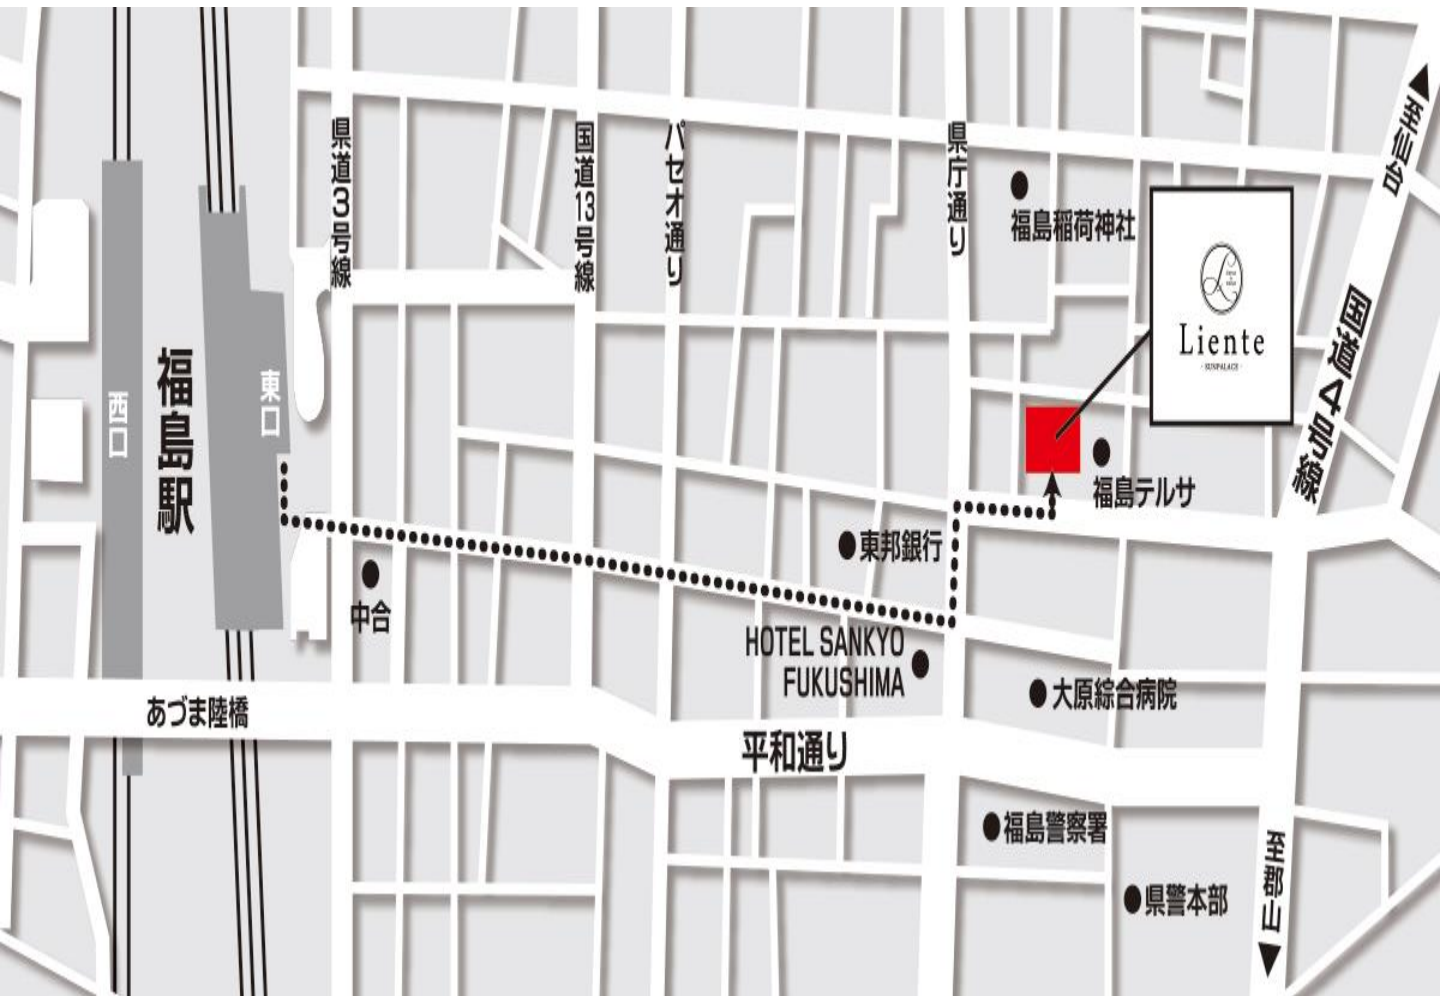 県道3号線
国道13号線
パセオ通り
県庁通り
至仙台
福島稲荷神社
Liente
SUNPALACE
国道4号線
福島駅
西口
東口
福島テルサ
東邦銀行
中合
HOTEL SANKYO
FUKUSHIMA
大原綜合病院
あづま陸橋
平和通り
福島警察署
県警本部
至郡山